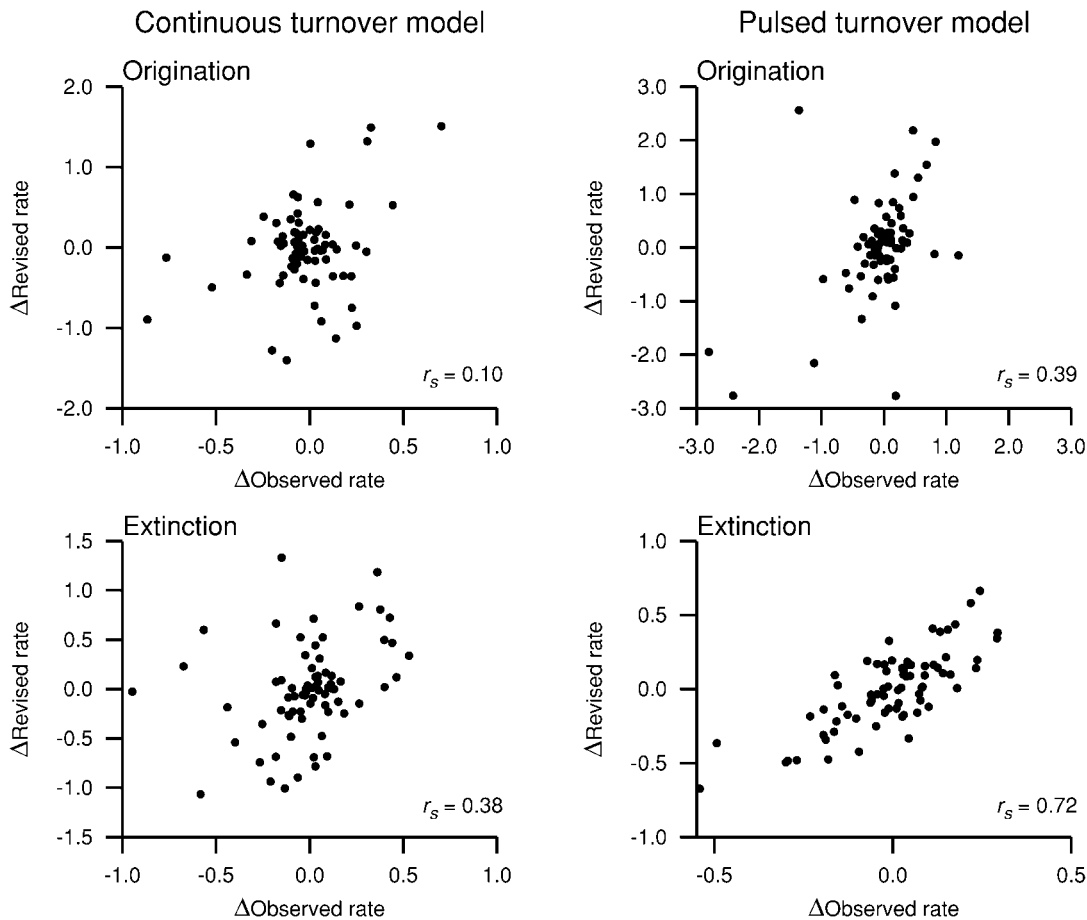 Continuous turnover model
Pulsed turnover model
Origination
2.0
1.0
0.0
-1.0
-2.0
ΔRevised rate
-1.0 -0.5 0.0 0.5 1.0
ΔObserved rate
rs = 0.10
Origination
3.0
2.0
1.0
0.0
-1.0
-2.0
-3.0
ΔRevised rate
-3.0 -1.0 0.0 1.0 2.0 3.0
ΔObserved rate
rs = 0.39
Extinction
1.5
1.0
0.5
0.0
-0.5
-1.0
-1.5
ΔRevised rate
-1.0 -0.5 0.0 0.5 1.0
ΔObserved rate
rs = 0.38
Extinction
1.0
0.5
0.0
-0.5
-1.0
ΔRevised rate
-0.5 0.0 0.5
ΔObserved rate
rs = 0.72